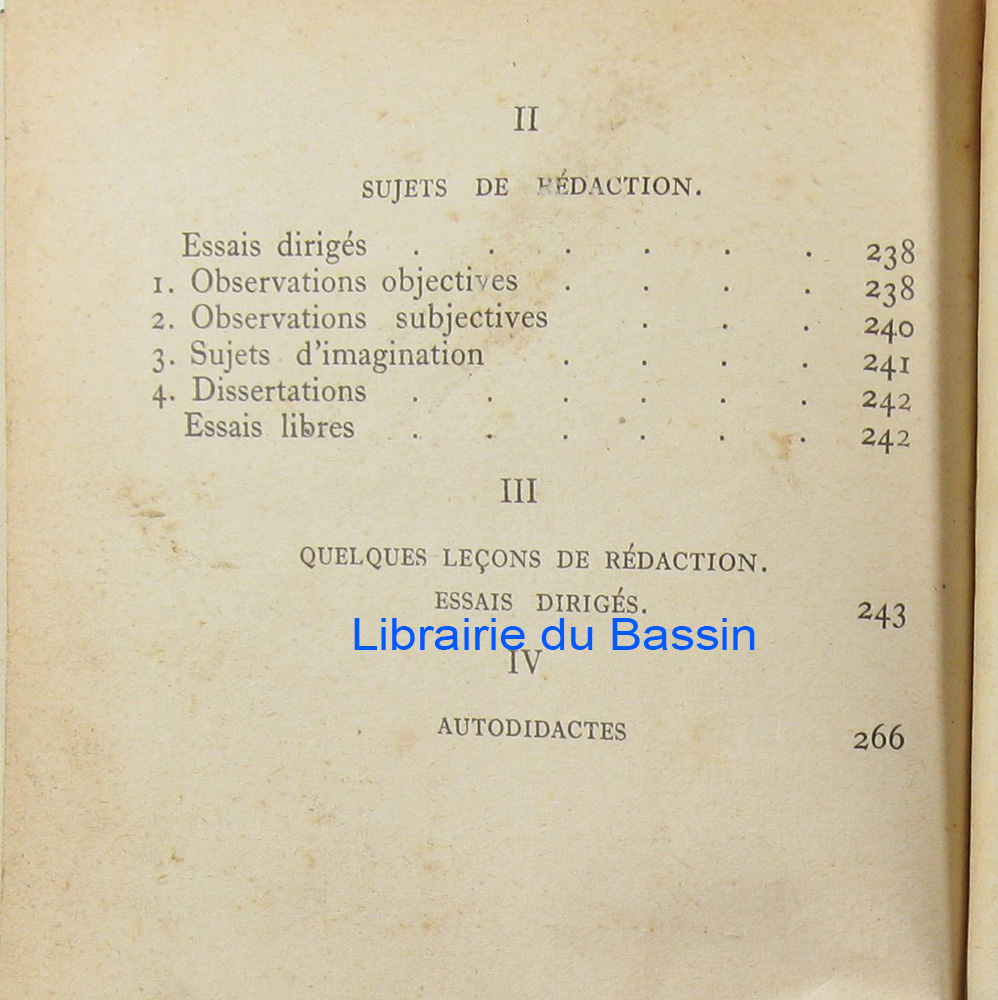 II
SUJETS DE RÉDACTION.
Essais dirigés . . . . . . 238
1. Observations objectives . . . . 238
2. Observations subjectives . . . 240
3. Sujets d'imagination . . . . 241
4. Dissertations . . . . . . 242
Essais libres . . . . . . 242
III
QUELQUES LEÇONS DE RÉDACTION.
ESSAIS DIRIGÉS. 243
Librairie du Bassin
IV
AUTODIDACTES 266